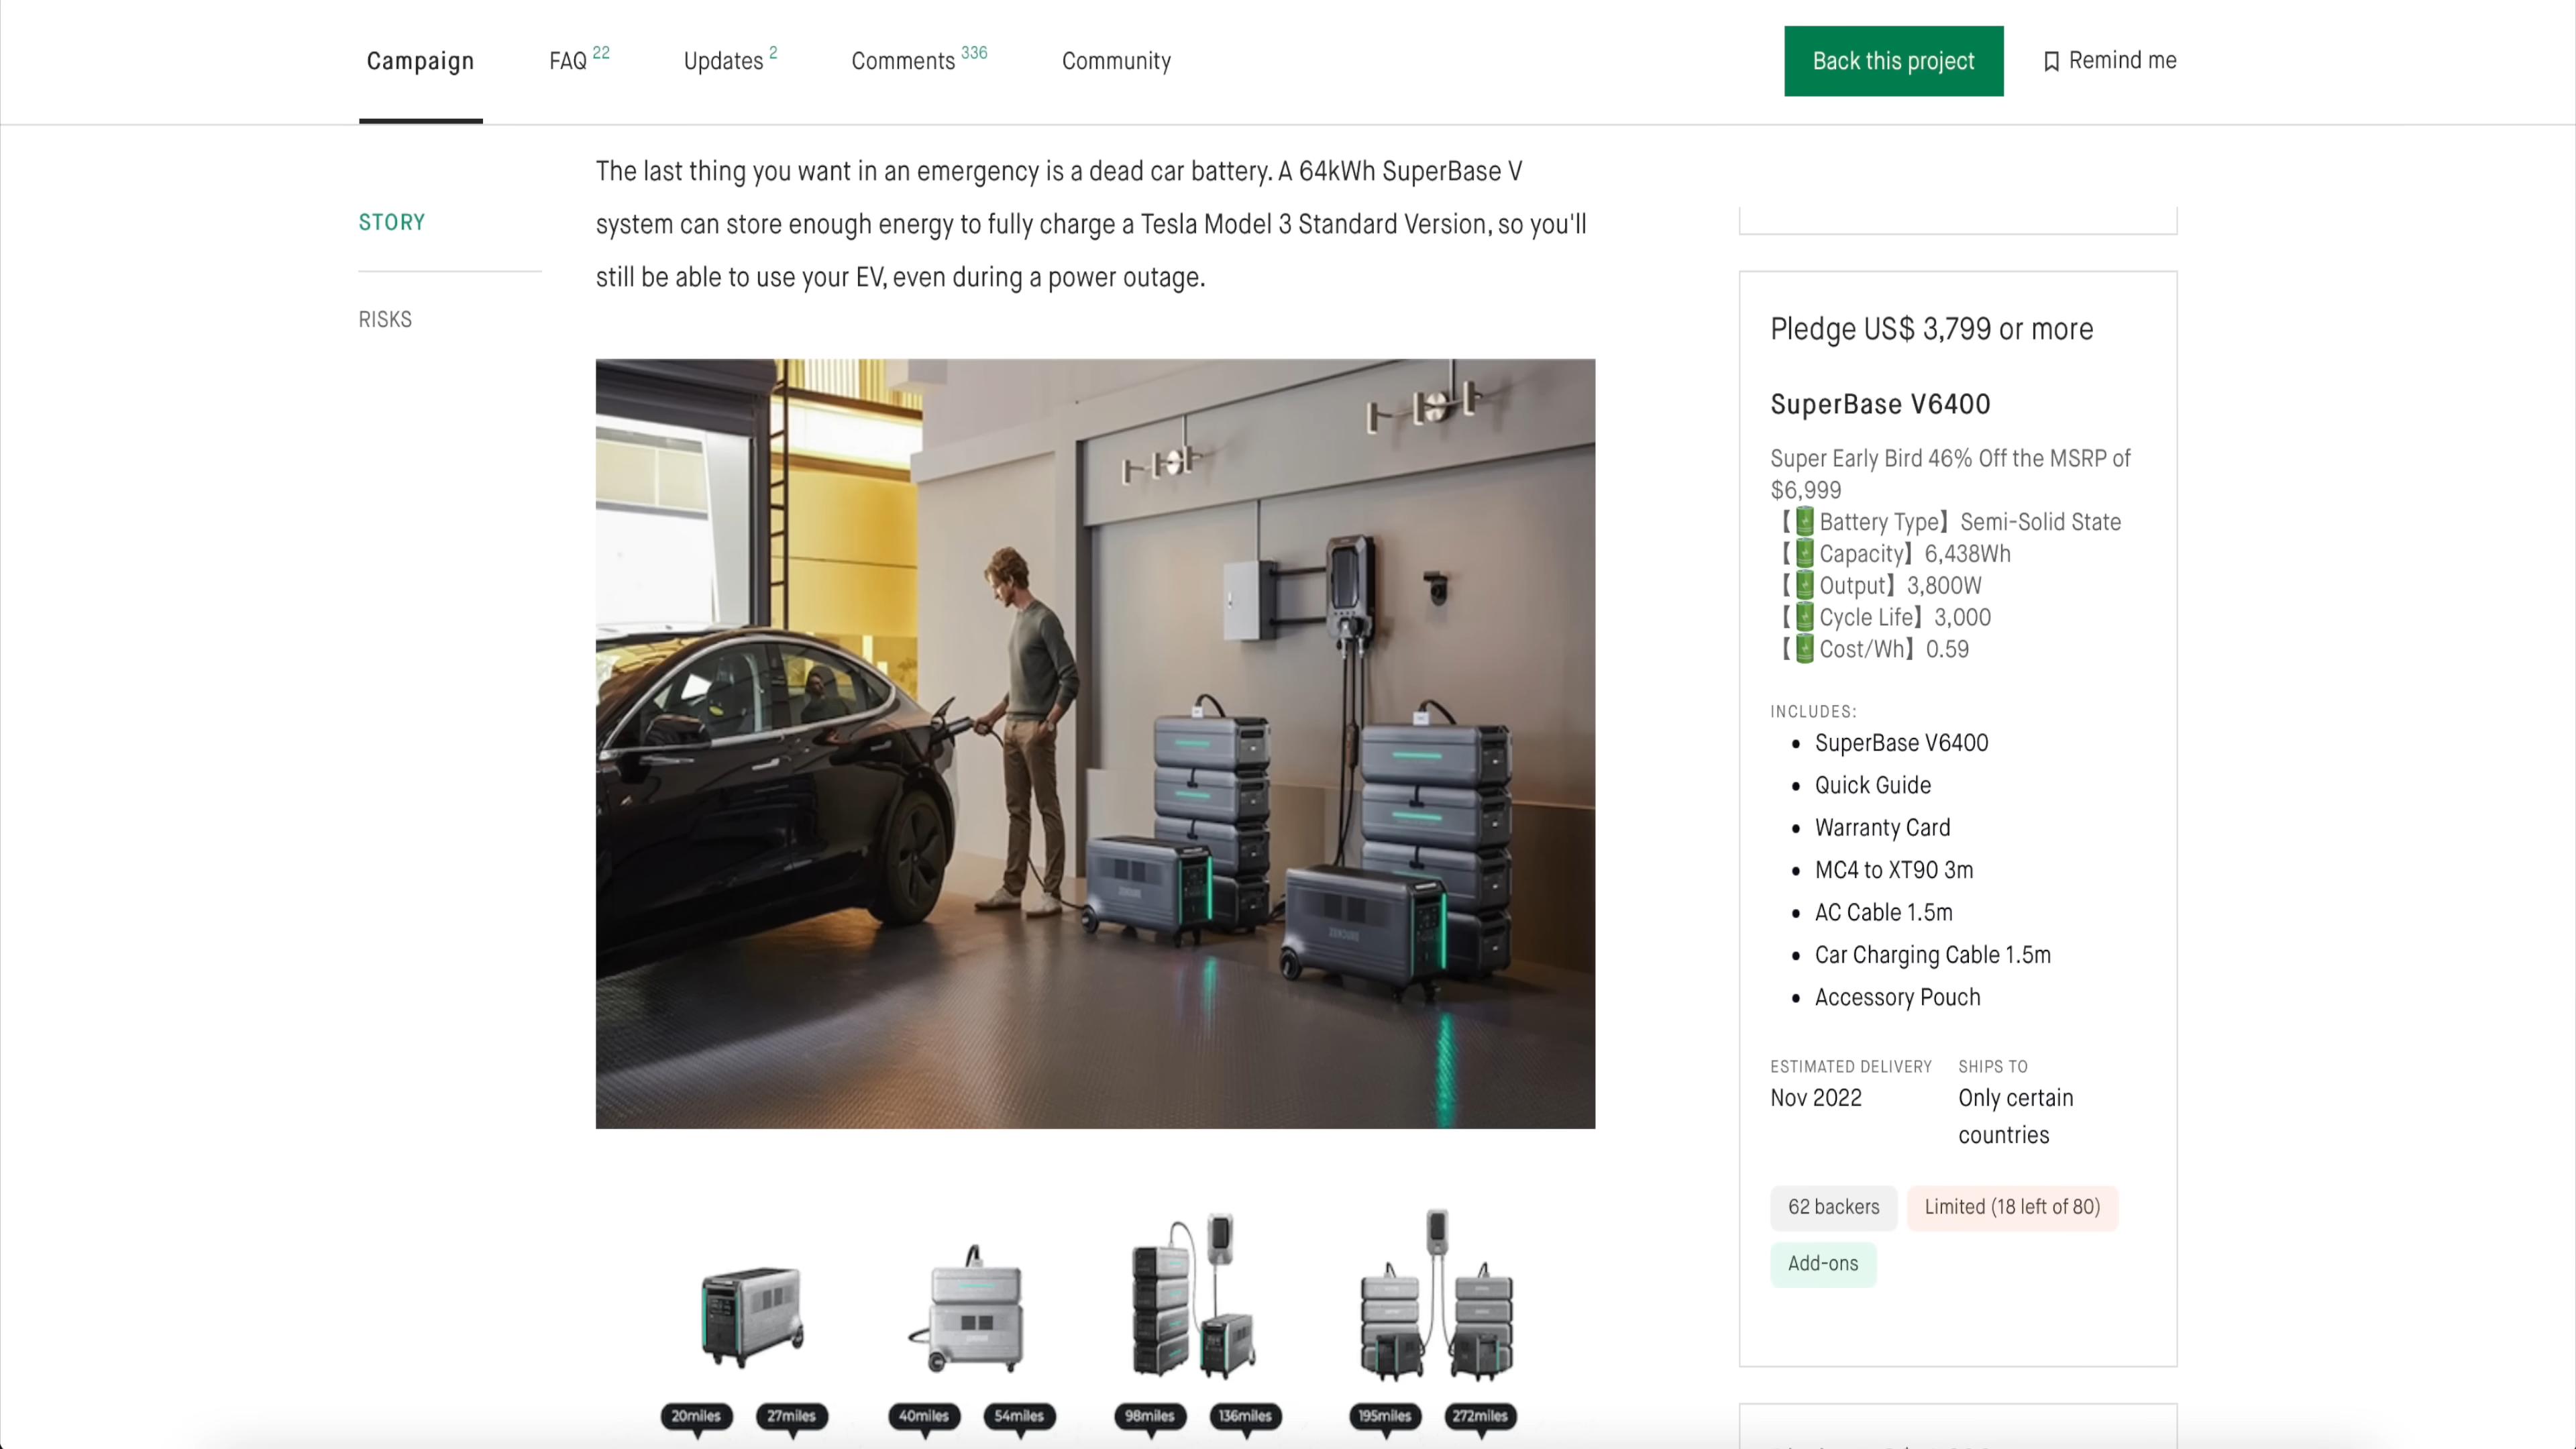 Campaign
FAQ 22
Updates 2
Comments 336
Community
Back this project
Remind me
STORY
RISKS
The last thing you want in an emergency is a dead car battery. A 64kWh SuperBase V
system can store enough energy to fully charge a Tesla Model 3 Standard Version, so you'll
still be able to use your EV, even during a power outage.
ZENDURE
ZENDURE
20miles
27miles
40miles
54miles
98miles
136miles
195miles
272miles
Pledge US$ 3,799 or more
SuperBase V6400
Super Early Bird 46% Off the MSRP of
$6,999
【🔋Battery Type】Semi-Solid State
【🔋Capacity】6,438Wh
【🔋Output】3,800W
【🔋Cycle Life】3,000
【🔋Cost/Wh】0.59
INCLUDES:
• SuperBase V6400
• Quick Guide
• Warranty Card
• MC4 to XT90 3m
• AC Cable 1.5m
• Car Charging Cable 1.5m
• Accessory Pouch
ESTIMATED DELIVERY
Nov 2022
SHIPS TO
Only certain
countries
62 backers
Limited (18 left of 80)
Add-ons